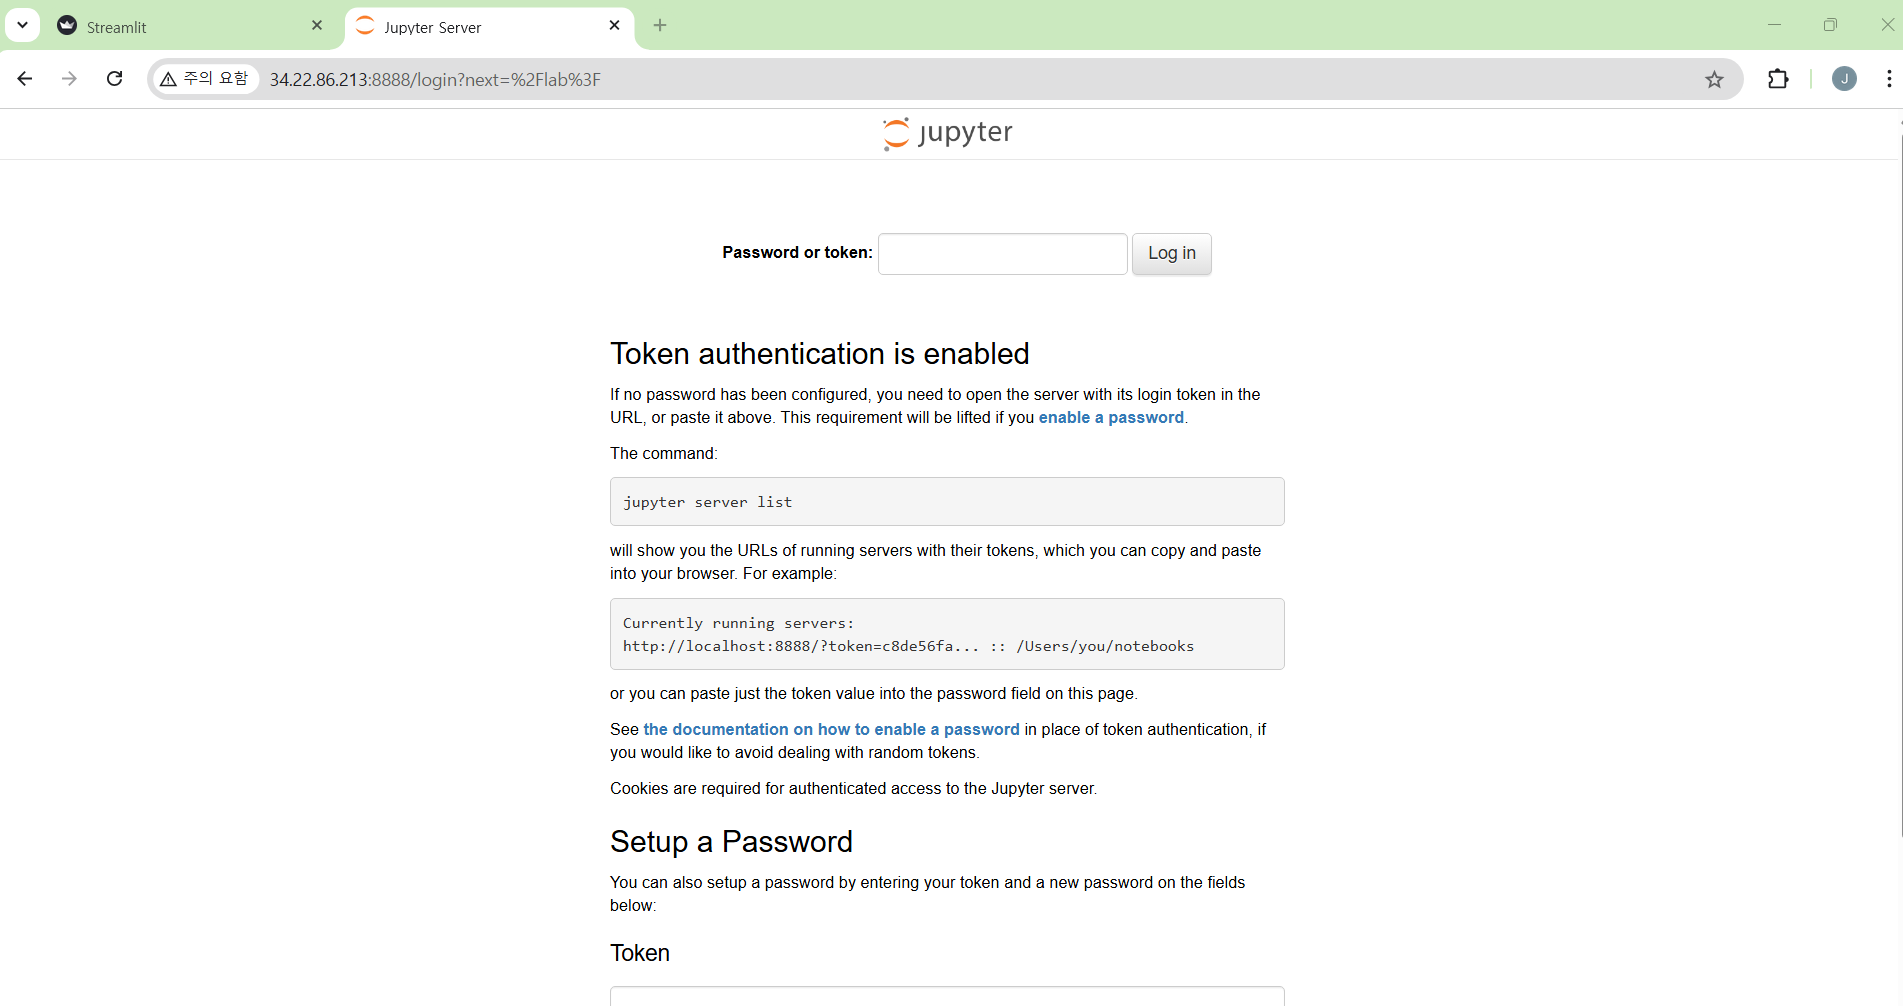 Streamlit
Jupyter Server
주의 요함
34.22.86.213:8888/login?next=%2Flab%3F
J
jupyter
Password or token:
Log in
Token authentication is enabled
If no password has been configured, you need to open the server with its login token in the
URL, or paste it above. This requirement will be lifted if you enable a password.
The command:
jupyter server list
will show you the URLs of running servers with their tokens, which you can copy and paste
into your browser. For example:
Currently running servers:
http://localhost:8888/?token=c8de56fa... :: /Users/you/notebooks
or you can paste just the token value into the password field on this page.
See the documentation on how to enable a password in place of token authentication, if
you would like to avoid dealing with random tokens.
Cookies are required for authenticated access to the Jupyter server.
Setup a Password
You can also setup a password by entering your token and a new password on the fields
below:
Token